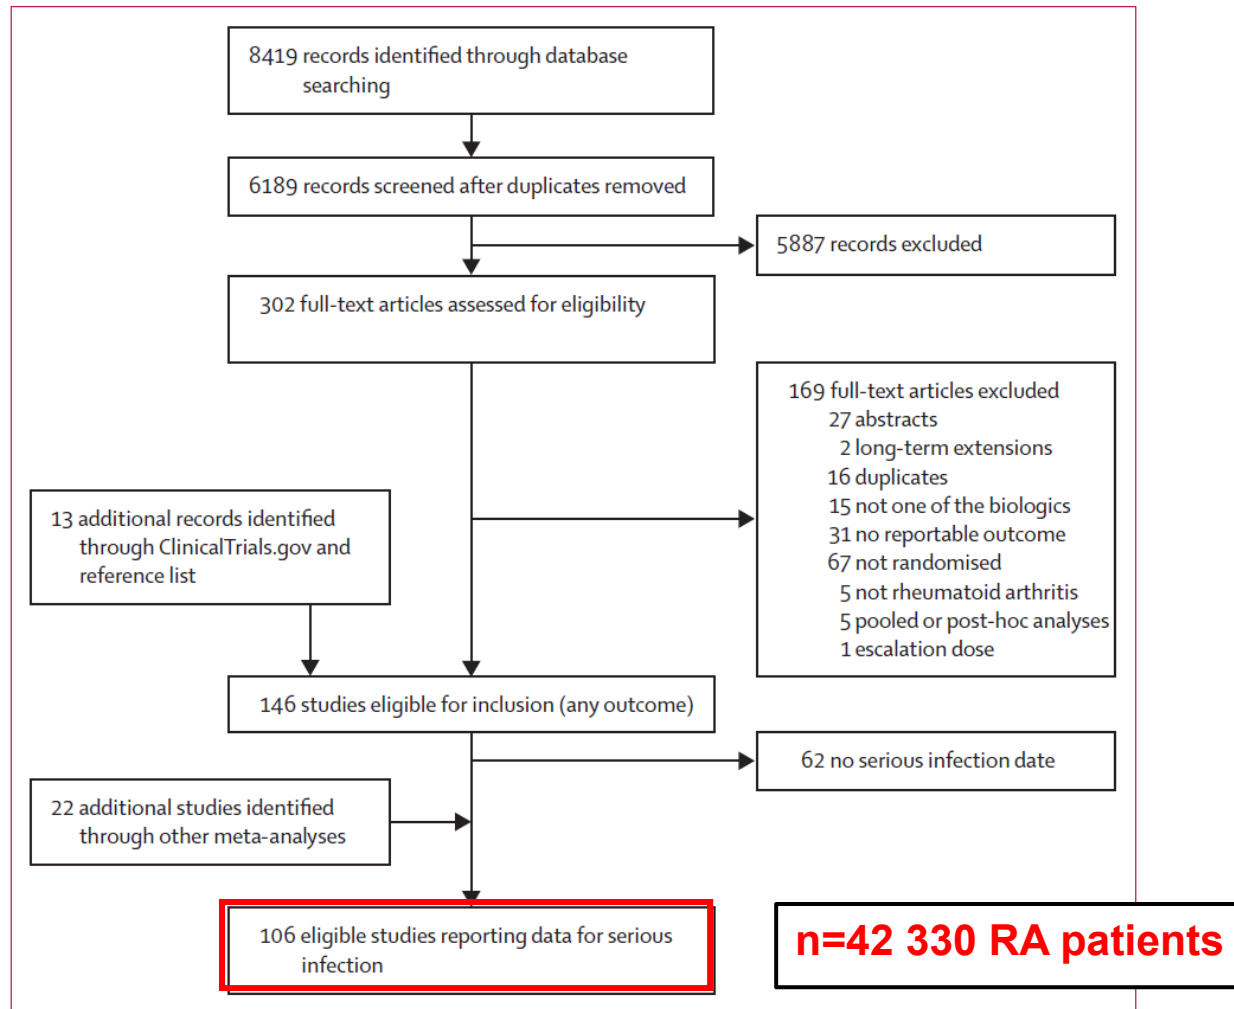 8419 records identified through database
searching
6189 records screened after duplicates removed
5887 records excluded
302 full-text articles assessed for eligibility
169 full-text articles excluded
27 abstracts
2 long-term extensions
16 duplicates
15 not one of the biologics
31 no reportable outcome
67 not randomised
5 not rheumatoid arthritis
5 pooled or post-hoc analyses
1 escalation dose
13 additional records identified
through ClinicalTrials.gov and
reference list
146 studies eligible for inclusion (any outcome)
62 no serious infection date
22 additional studies identified
through other meta-analyses
106 eligible studies reporting data for serious
infection
n=42 330 RA patients